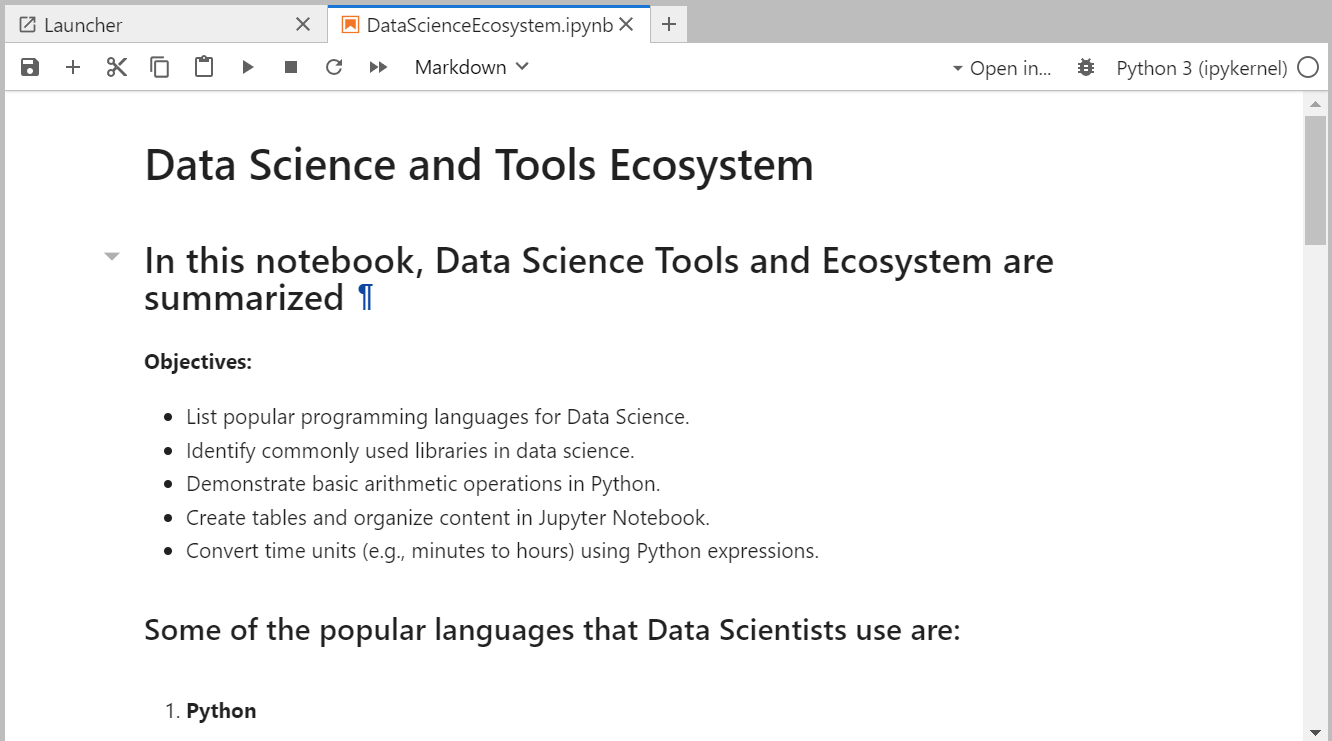 Launcher
DataScienceEcosystem.ipynb
Markdown
Open in...
Python 3 (ipykernel)
Data Science and Tools Ecosystem
In this notebook, Data Science Tools and Ecosystem are
summarized ¶
Objectives:
• List popular programming languages for Data Science.
• Identify commonly used libraries in data science.
• Demonstrate basic arithmetic operations in Python.
• Create tables and organize content in Jupyter Notebook.
• Convert time units (e.g., minutes to hours) using Python expressions.
Some of the popular languages that Data Scientists use are:
1. Python